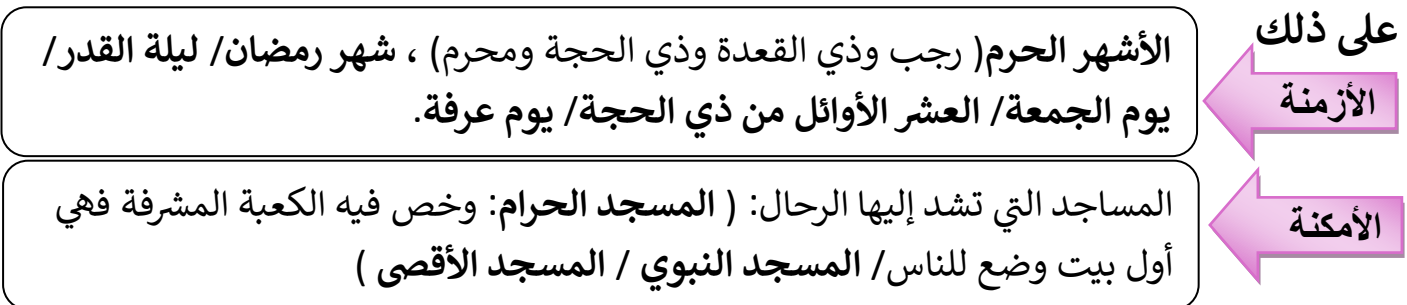 على ذلك
الأزمنة
الأشهر الحرم( رجب وذي القعدة وذي الحجة ومحرم) ، شهر رمضان/ ليلة القدر/
يوم الجمعة/ العشر الأوائل من ذي الحجة/ يوم عرفة.
الأمكنة
المساجد التي تشد إليها الرحال: ( المسجد الحرام: وخص فيه الكعبة المشرفة فهي
أول بيت وضع للناس/ المسجد النبوي / المسجد الأقصى )